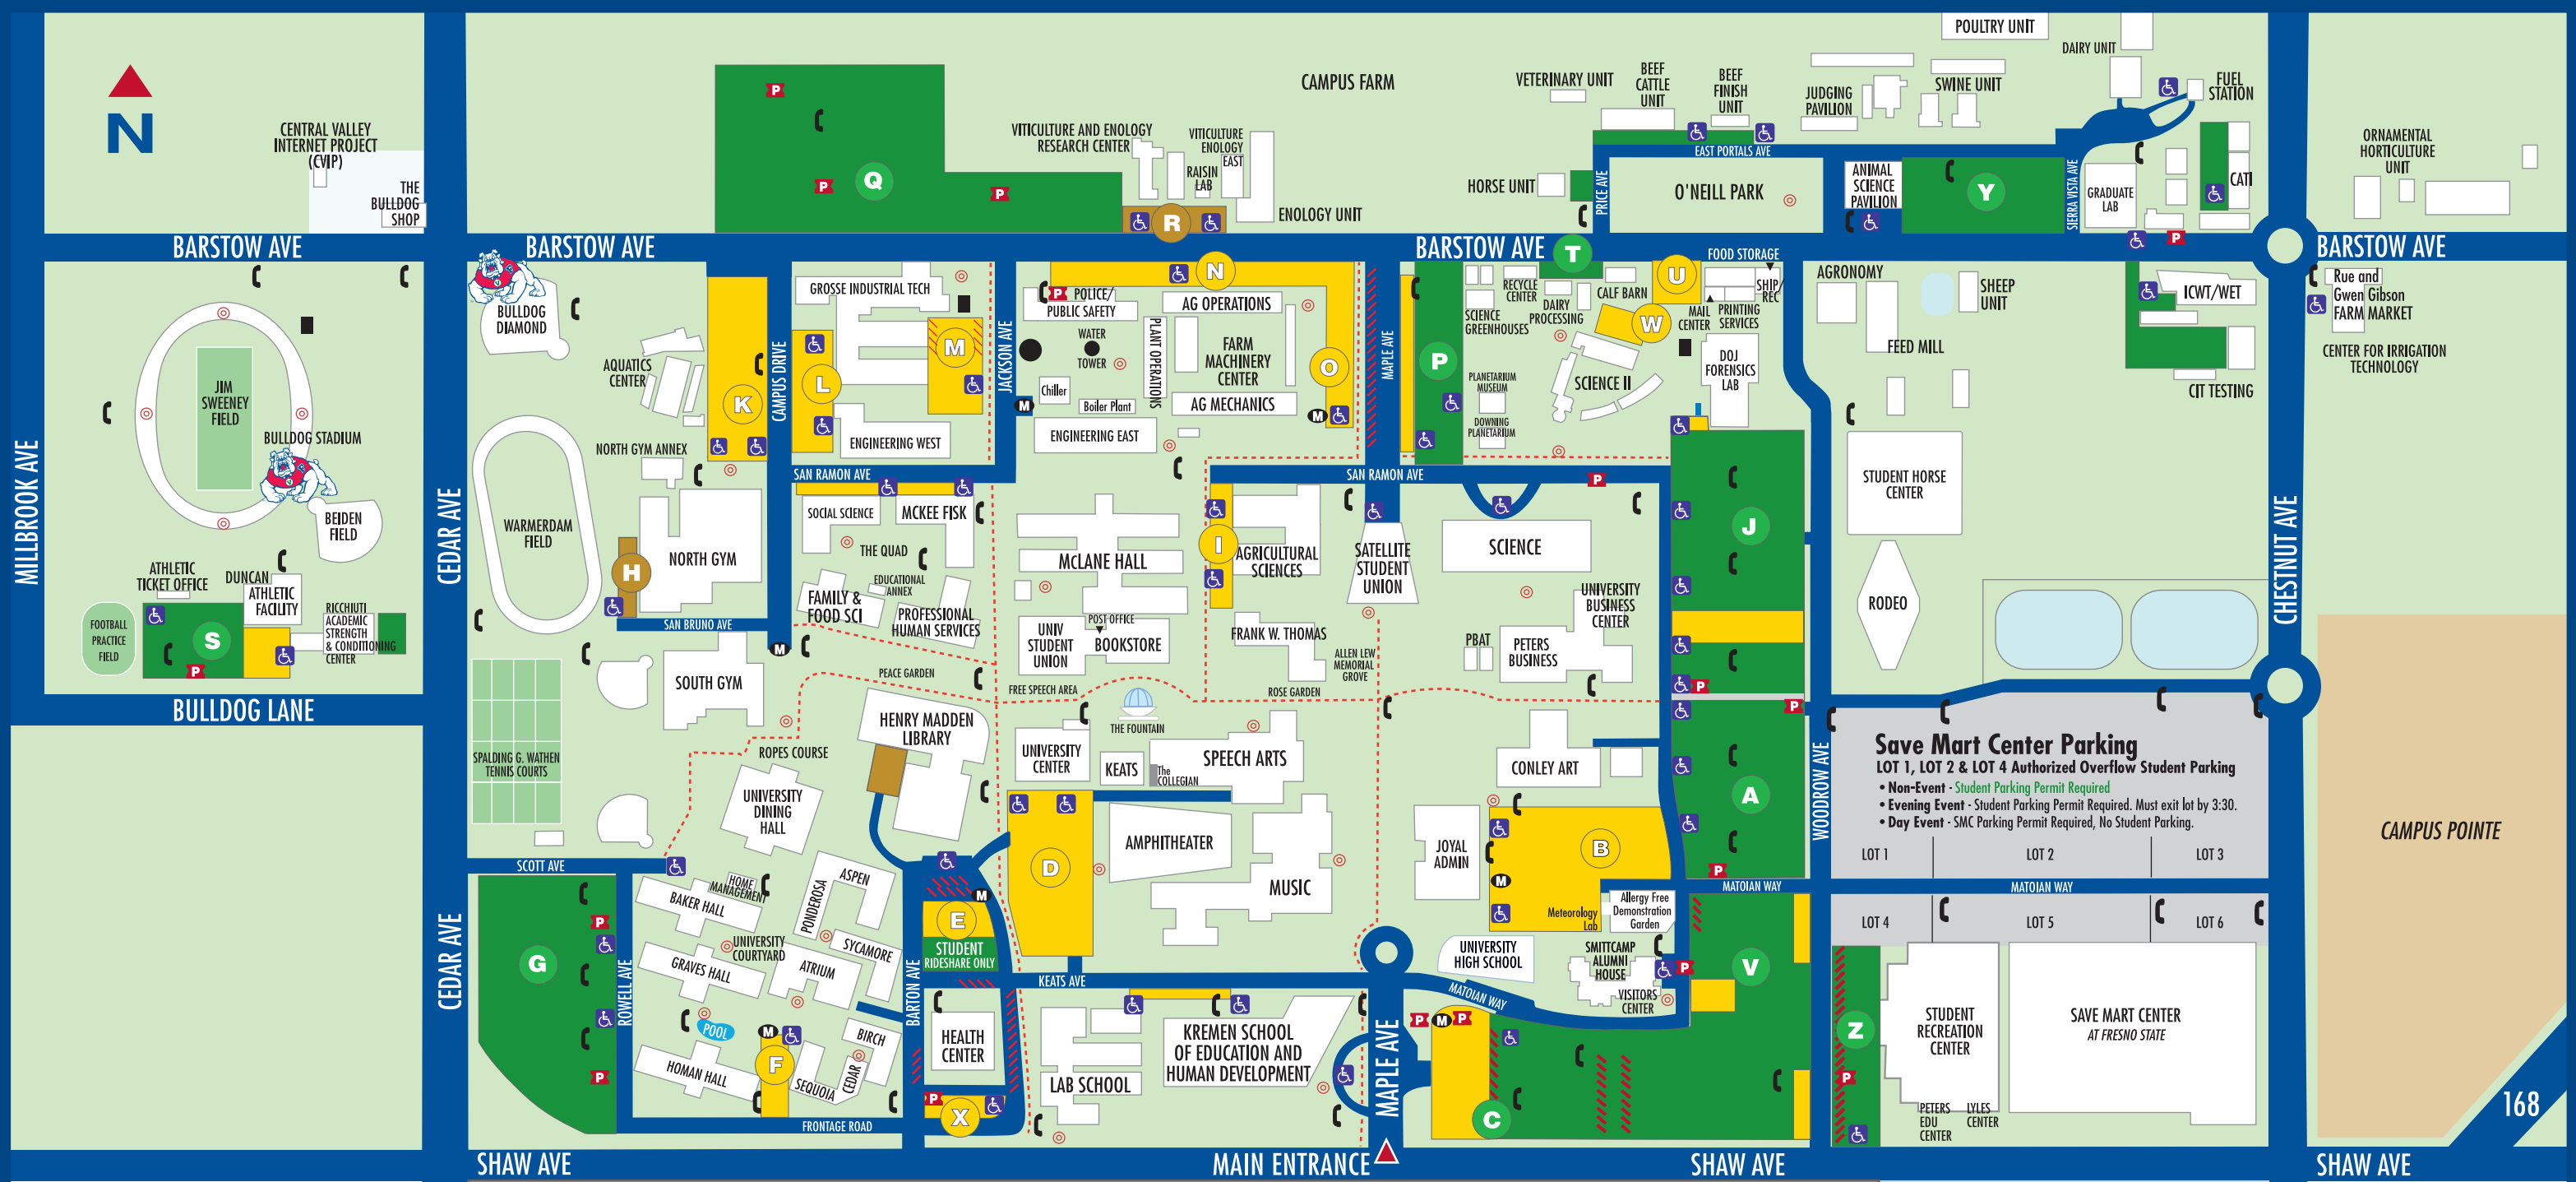 POULTRY UNIT
DAIRY UNIT
CAMPUS FARM
VETERINARY UNIT
BEEF
CATTLE
UNIT
BEEF
FINISH
UNIT
JUDGING
PAVILION
SWINE UNIT
FUEL
STATION
N
CENTRAL VALLEY
INTERNET PROJECT
(CVIP)
THE
BULLDOG
SHOP
P
P
P
Q
VITICULTURE AND ENOLOGY
RESEARCH CENTER
VITICULTURE
ENOLOGY
EAST
RAISIN
LAB
R
ENOLOGY UNIT
HORSE UNIT
PRICE AVE
EAST PORTALS AVE
O'NEILL PARK
ANIMAL
SCIENCE
PAVILION
Y
SIERRA VISTA AVE
GRADUATE
LAB
CATI
P
ORNAMENTAL
HORTICULTURE
UNIT
BARSTOW AVE
BARSTOW AVE
BARSTOW AVE
BARSTOW AVE
T
FOOD STORAGE
BULLDOG
DIAMOND
GROSSE INDUSTRIAL TECH
N
P
POLICE/
PUBLIC SAFETY
AG OPERATIONS
PLANT OPERATIONS
WATER
TOWER
FARM
MACHINERY
CENTER
Chiller
Boiler Plant
AG MECHANICS
O
M
M
ENGINEERING EAST
JACKSON AVE
M
L
ENGINEERING WEST
CAMPUS DRIVE
K
AQUATICS
CENTER
NORTH GYM ANNEX
MAPLE AVE
P
RECYCLE
CENTER
SCIENCE
GREENHOUSES
DAIRY
PROCESSING
CALF BARN
U
W
MAIL
CENTER
PRINTING
SERVICES
SHIP/
REC
SCIENCE II
DOJ
FORENSICS
LAB
PLANETARIUM
MUSEUM
DOWNING
PLANETARIUM
AGRONOMY
SHEEP
UNIT
FEED MILL
ICWT/WET
CIT TESTING
Rue and
Gwen Gibson
FARM MARKET
CENTER FOR IRRIGATION
TECHNOLOGY
JIM
SWEENEY
FIELD
BULLDOG STADIUM
BEIDEN
FIELD
MILLBROOK AVE
CEDAR AVE
WARMERDAM
FIELD
ATHLETIC
TICKET OFFICE
DUNCAN
ATHLETIC
FACILITY
RICCHIUTI
ACADEMIC
STRENGTH
& CONDITIONING
CENTER
FOOTBALL
PRACTICE
FIELD
S
P
BULLDOG LANE
SAN RAMON AVE
SAN RAMON AVE
P
SOCIAL SCIENCE
MCKEE FISK
THE QUAD
EDUCATIONAL
ANNEX
FAMILY &
FOOD SCI
PROFESSIONAL
HUMAN SERVICES
NORTH GYM
H
SAN BRUNO AVE
M
SOUTH GYM
McLANE HALL
I
AGRICULTURAL
SCIENCES
SATELLITE
STUDENT
UNION
SCIENCE
UNIVERSITY
BUSINESS
CENTER
PETERS
BUSINESS
PBAT
J
P
P
STUDENT HORSE
CENTER
RODEO
CHESTNUT AVE
UNIV
STUDENT
UNION
POST OFFICE
BOOKSTORE
FRANK W. THOMAS
ALLEN LEW
MEMORIAL
GROVE
ROSE GARDEN
PEACE GARDEN
FREE SPEECH AREA
THE FOUNTAIN
HENRY MADDEN
LIBRARY
UNIVERSITY
CENTER
KEATS
The
COLLEGIAN
SPEECH ARTS
CONLEY ART
SPALDING G. WATHEN
TENNIS COURTS
ROPES COURSE
UNIVERSITY
DINING
HALL
AMPHITHEATER
MUSIC
D
JOYAL
ADMIN
B
M
Meteorology
Lab
Allergy Free
Demonstration
Garden
A
P
WOODROW AVE
Save Mart Center Parking
LOT 1, LOT 2 & LOT 4 Authorized Overflow Student Parking
• Non-Event - Student Parking Permit Required
• Evening Event - Student Parking Permit Required. Must exit lot by 3:30.
• Day Event - SMC Parking Permit Required, No Student Parking.
LOT 1
LOT 2
LOT 3
MATOIAN WAY
MATOIAN WAY
LOT 4
LOT 5
LOT 6
CAMPUS POINTE
SCOTT AVE
CEDAR AVE
G
P
P
ROWELL AVE
HOME
MANAGEMENT
BAKER HALL
PONDEROSA
ASPEN
UNIVERSITY
COURTYARD
SYCAMORE
GRAVES HALL
ATRIUM
POOL
M
BIRCH
HOMAN HALL
F
SEQUOIA
CEDAR
FRONTAGE ROAD
BARTON AVE
M
E
STUDENT
RIDESHARE ONLY
HEALTH
CENTER
P
X
KEATS AVE
LAB SCHOOL
KREMEN SCHOOL
OF EDUCATION AND
HUMAN DEVELOPMENT
MAPLE AVE
UNIVERSITY
HIGH SCHOOL
MATOIAN WAY
SMITTCAMP
ALUMNI
HOUSE
VISITORS
CENTER
P
V
P
M
P
C
Z
P
STUDENT
RECREATION
CENTER
PETERS
EDU
CENTER
LYLES
CENTER
SAVE MART CENTER
AT FRESNO STATE
168
SHAW AVE
MAIN ENTRANCE
SHAW AVE
SHAW AVE